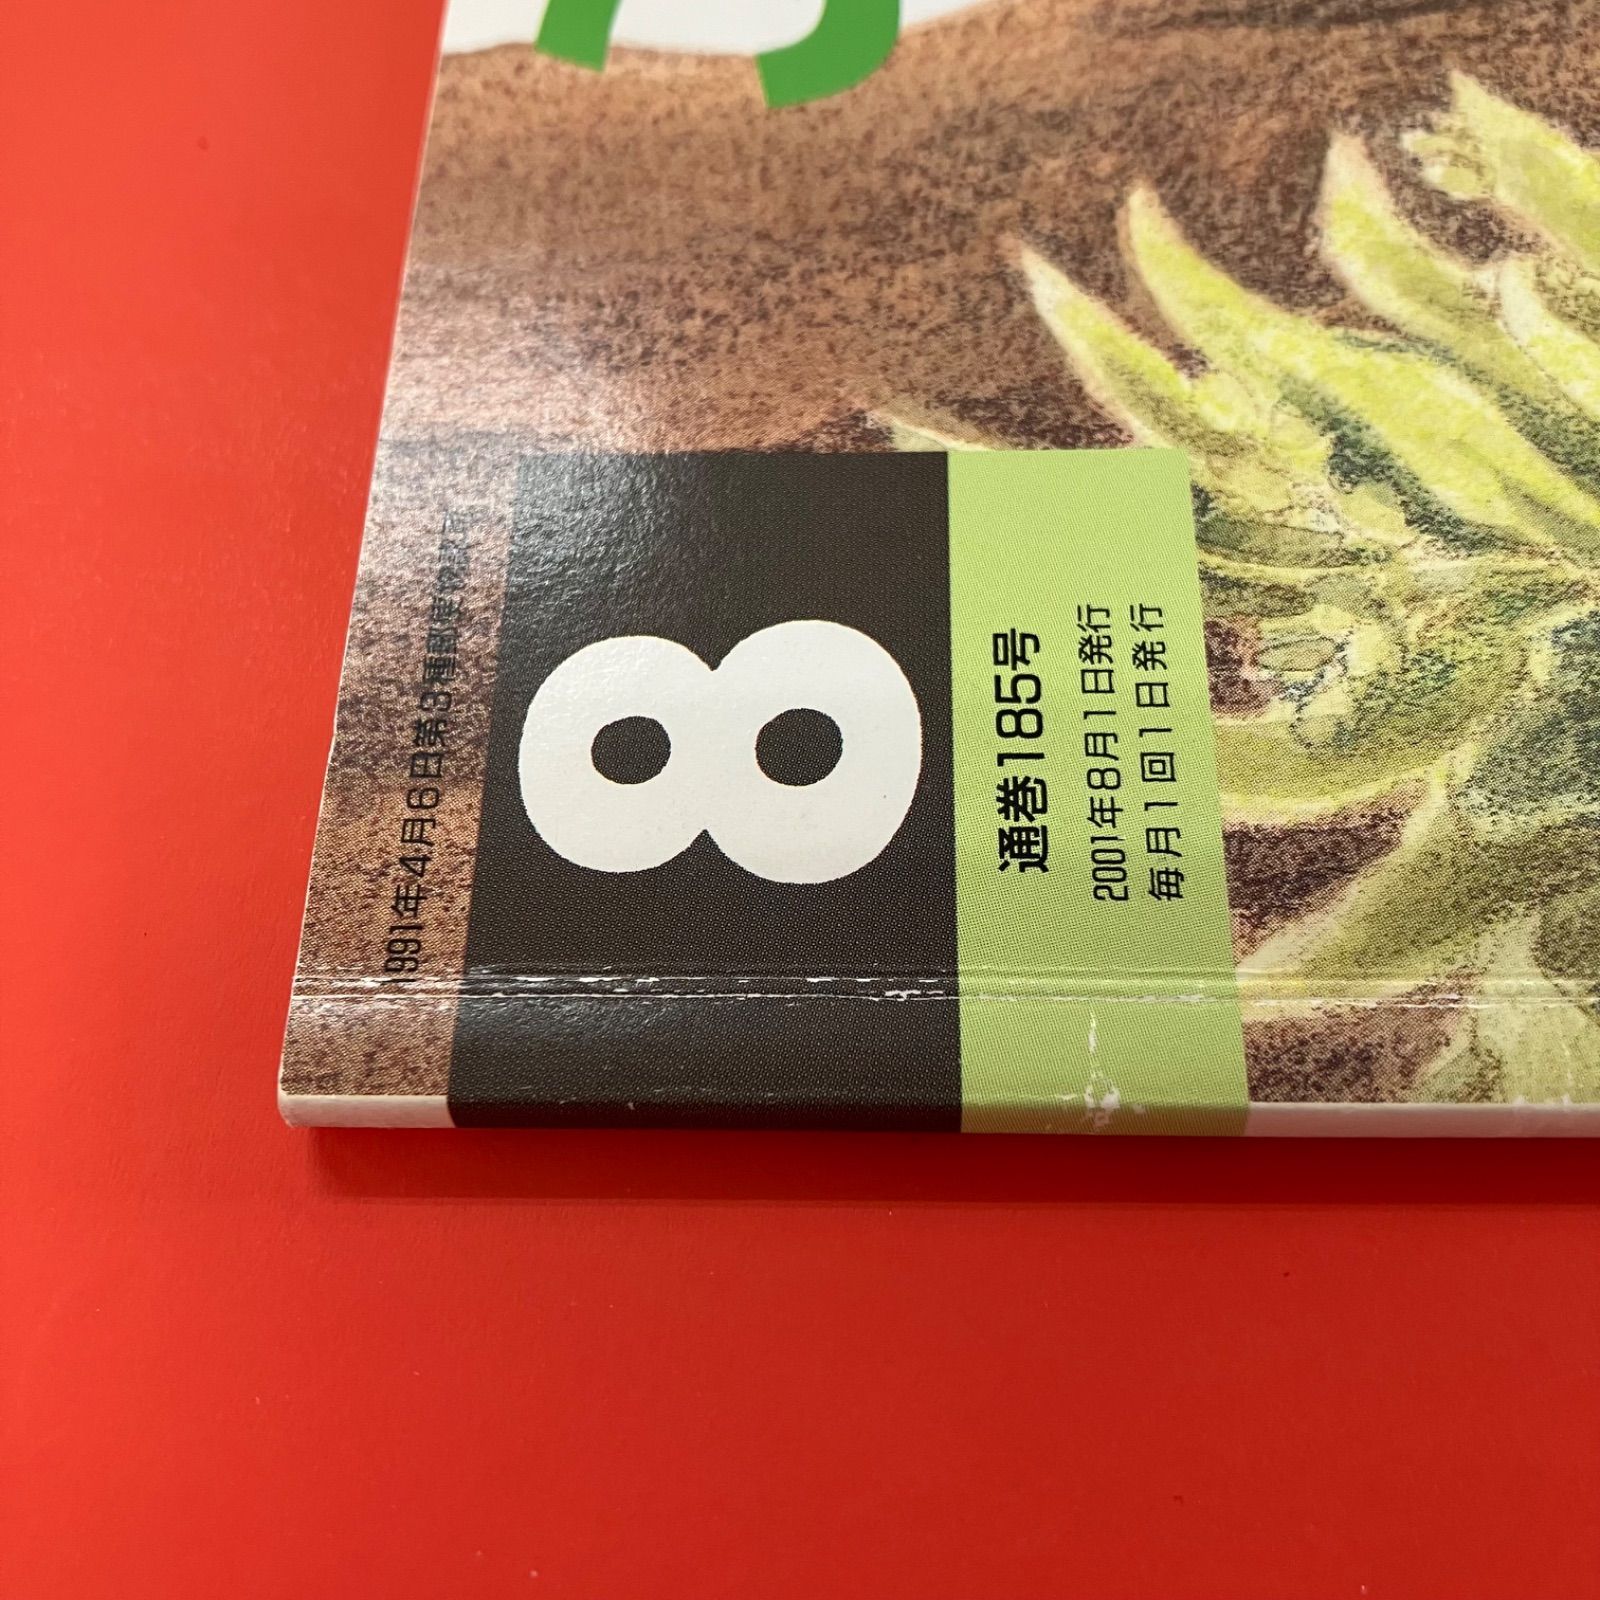 1991年4月6日第3種郵便物認可
8
通巻185号
2001年8月1日発行
毎月1回1日発行